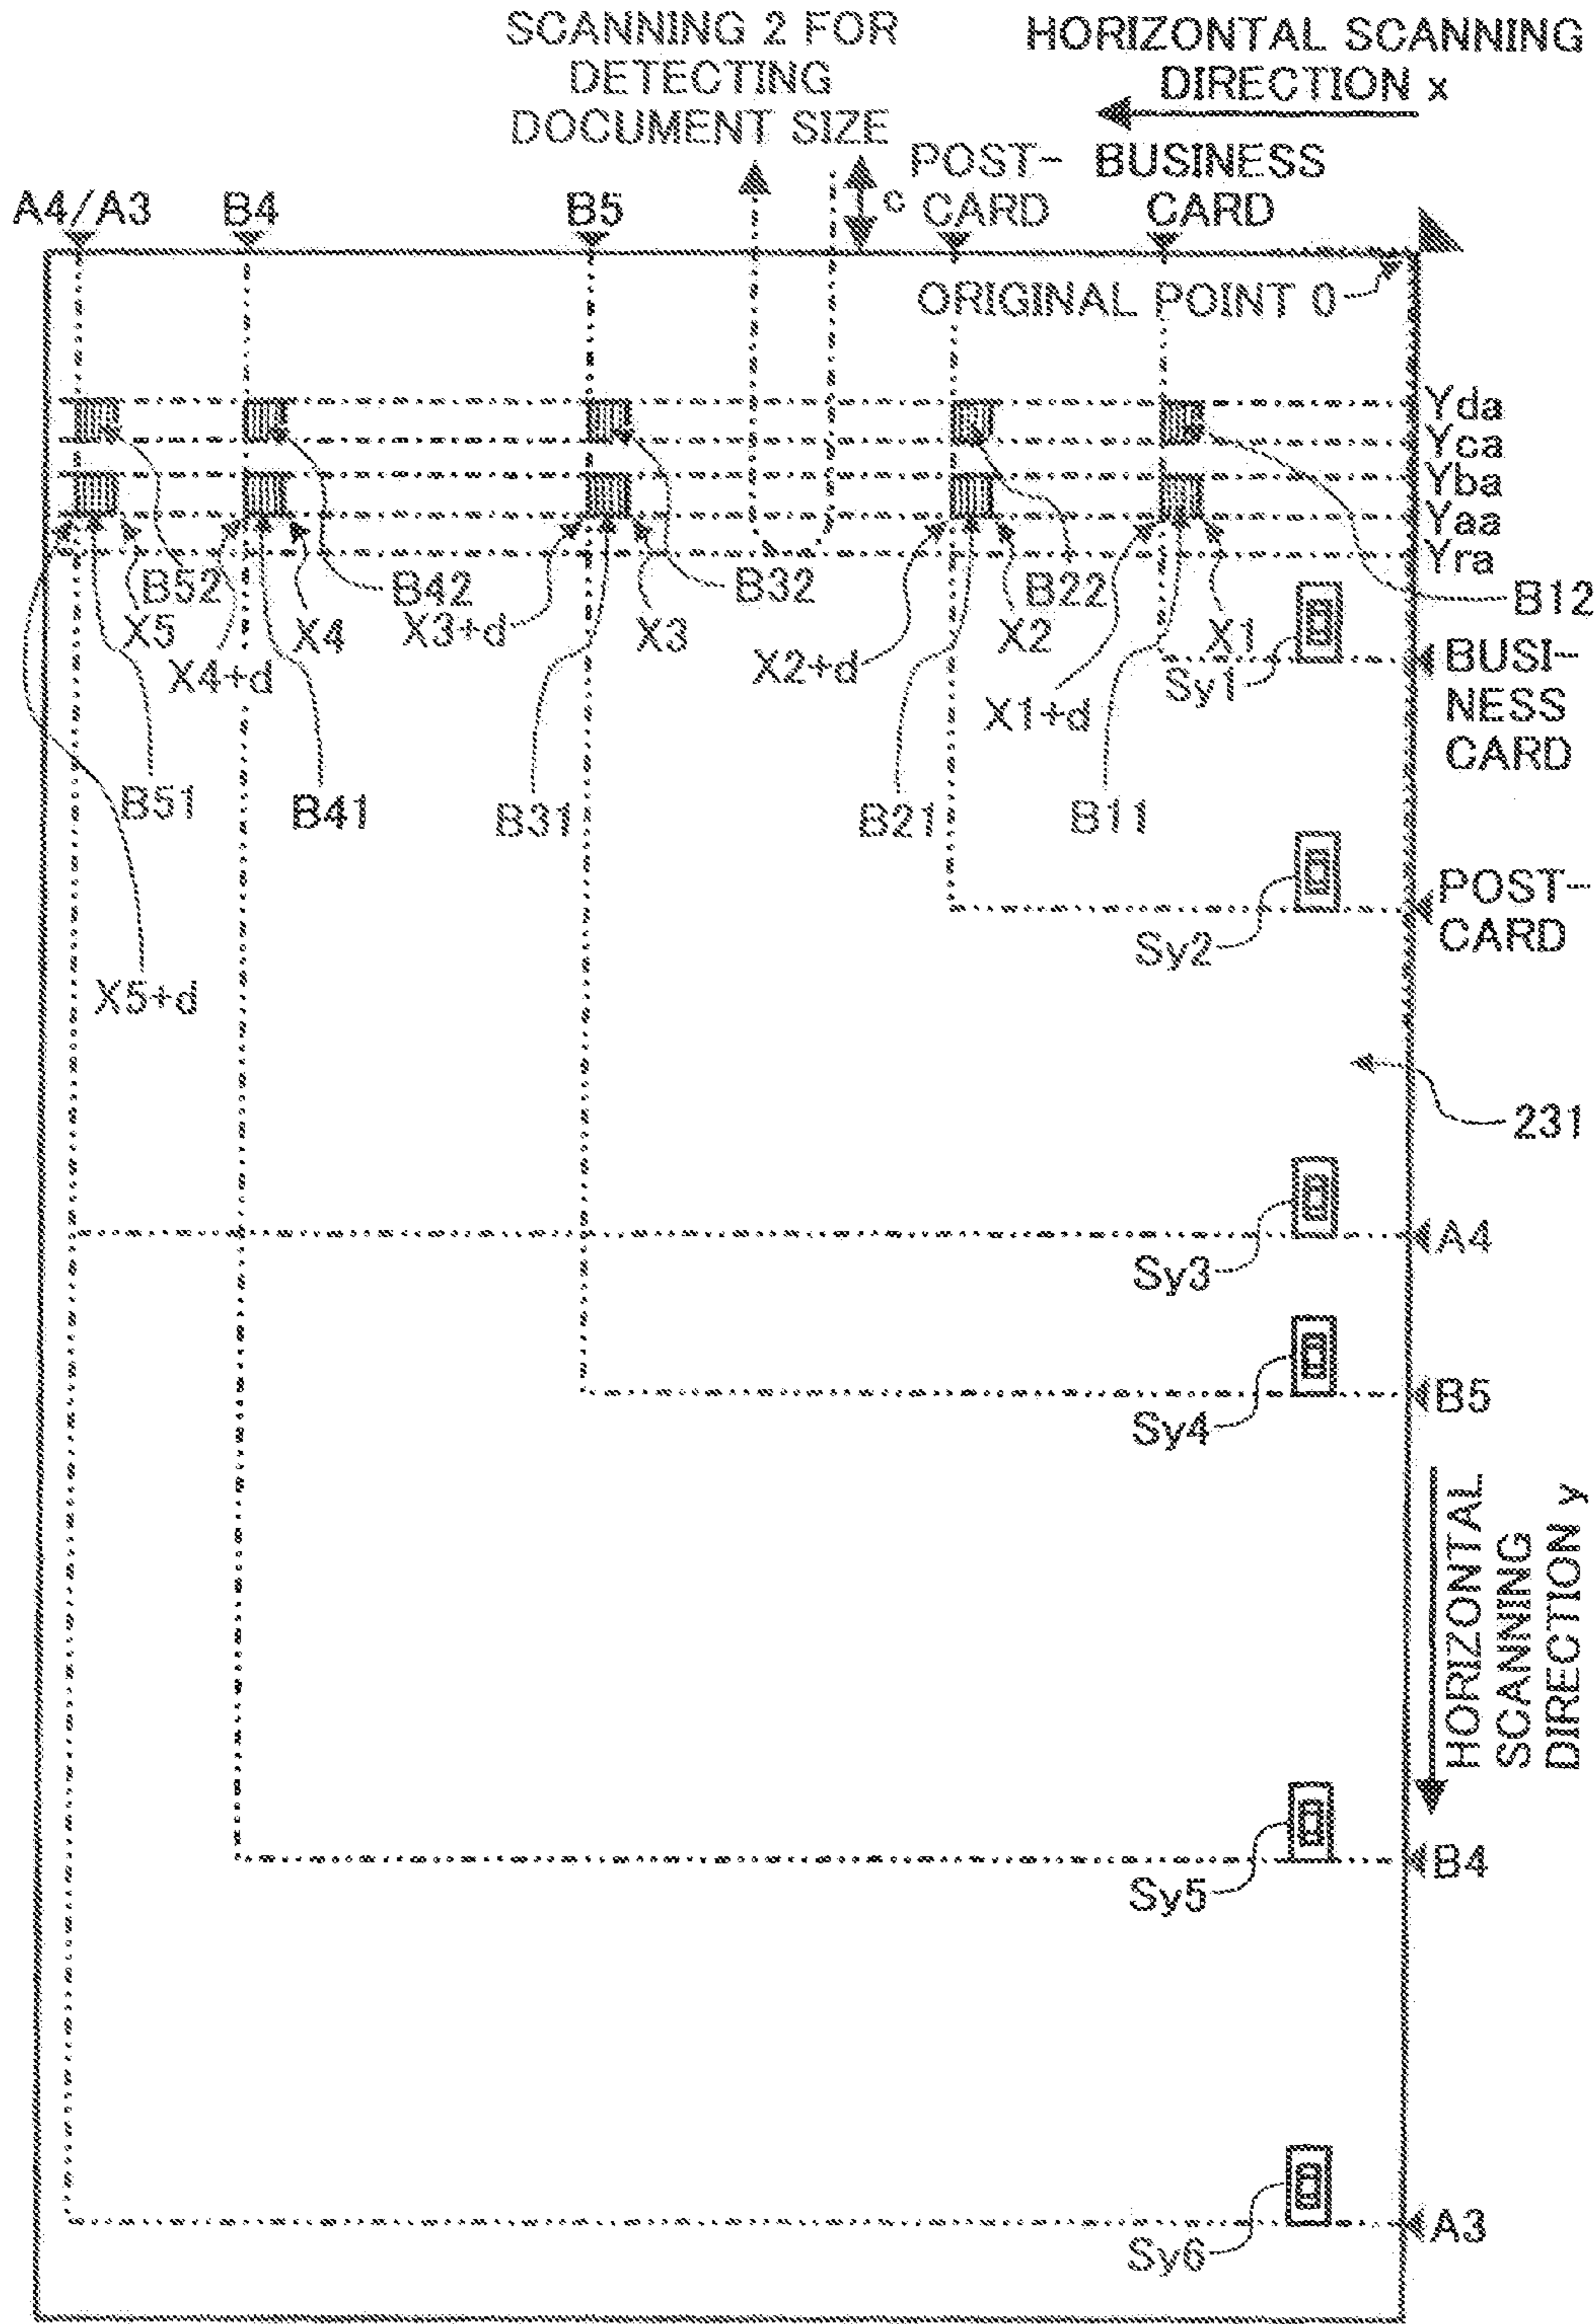 SCANNING 2 FOR
DETECTING
DOCUMENT SIZE
HORIZONTAL SCANNING
DIRECTION x
A4/A3
B4
B5
c
POST-
CARD
BUSINESS
CARD
ORIGINAL POINT 0
Yda
Yca
Yba
Yaa
Yra
B52
B42
B32
B22
B12
X5
X4
X3+d
X3
X2
X1
X4+d
X2+d
X1+d
Sy1
BUSI-
NESS
CARD
B51
B41
B31
B21
B11
Sy2
POST-
CARD
X5+d
231
Sy3
A4
Sy4
B5
HORIZONTAL
SCANNING
DIRECTION y
Sy5
B4
Sy6
A3